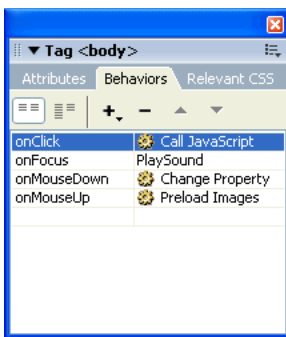 Tag <body>
Attributes Behaviors Relevant CSS
onClick Call JavaScript
onFocus PlaySound
onMouseDown Change Property
onMouseUp Preload Images